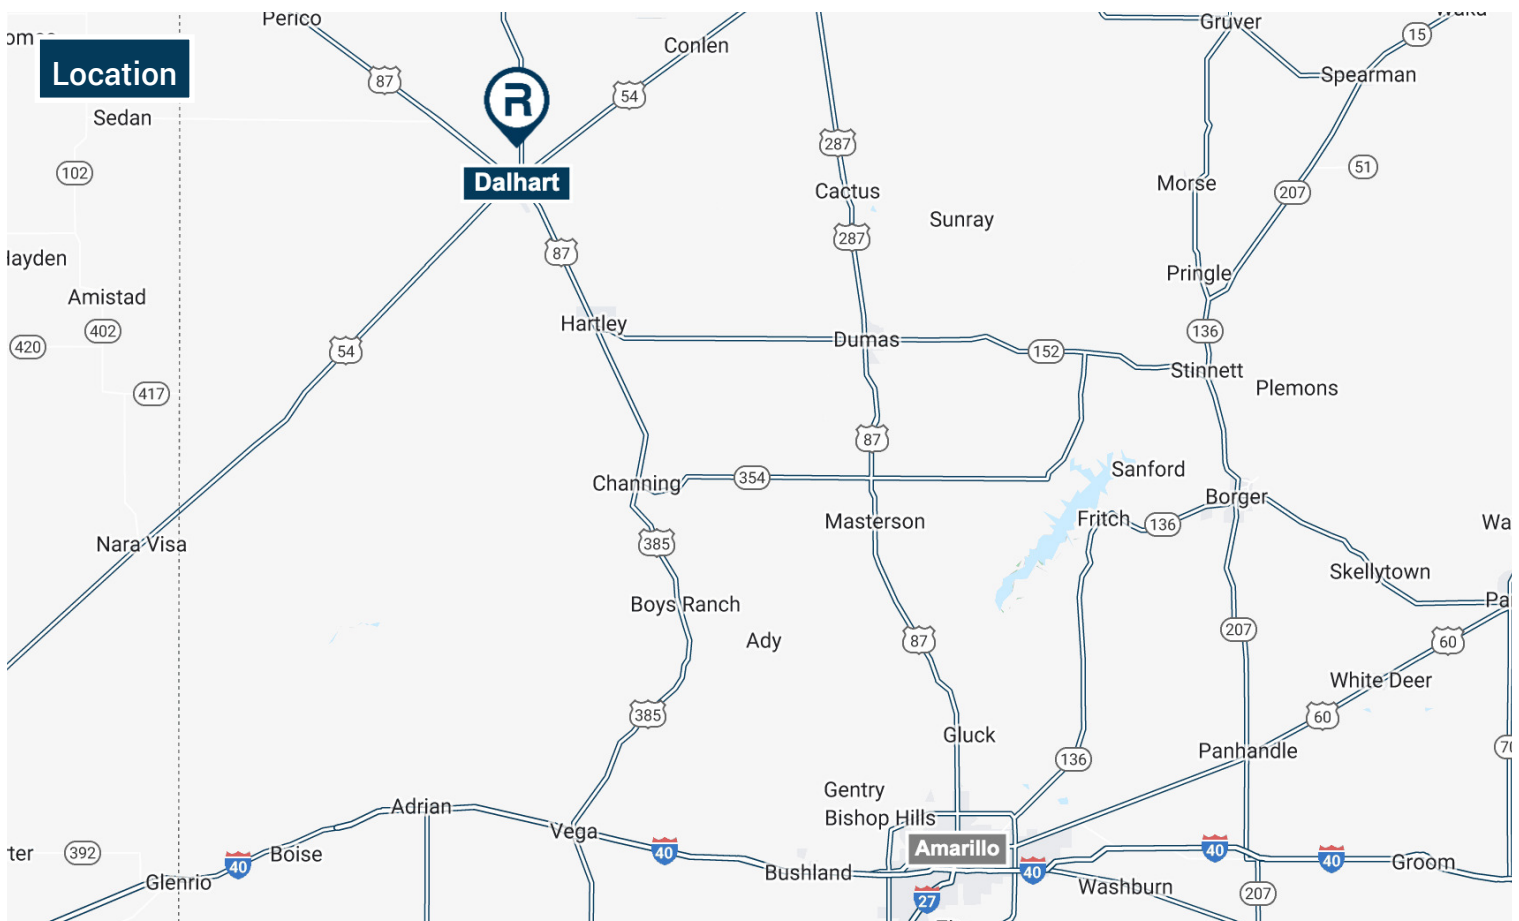 Perico
Gruver
15
Conlen
Location
87
54
R
Spearman
Sedan
287
102
51
Dalhart
Morse
Cactus
207
Sunray
287
87
Hayden
Pringle
Amistad
402
136
Hartley
420
54
Dumas
152
Stinnett
417
Plemons
87
Sanford
354
Channing
Borger
Masterson
Fritch
136
Wa
Nara Visa
385
Skellytown
Boys Ranch
Pa
207
Ady
87
60
White Deer
385
60
Gluck
Panhandle
70
136
Gentry
Adrian
Bishop Hills
Vega
Amarillo
ter
392
Boise
40
40
40
40
Groom
Glenrio
Bushland
40
Washburn
27
207